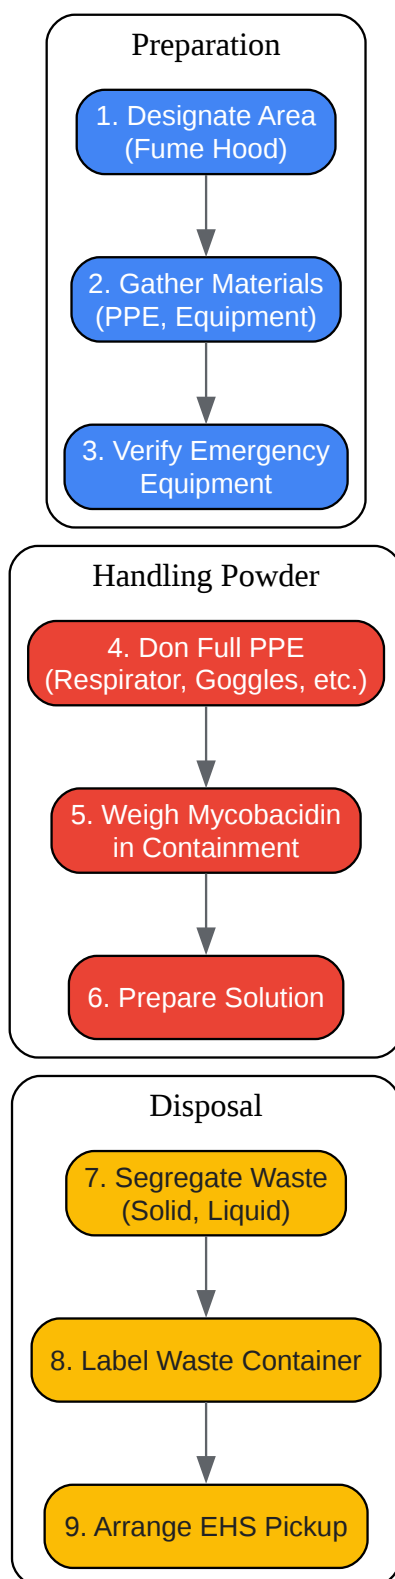 Preparation
1. Designate Area
(Fume Hood)
2. Gather Materials
(PPE, Equipment)
3. Verify Emergency
Equipment
Handling Powder
4. Don Full PPE
(Respirator, Goggles, etc.)
5. Weigh Mycobacidin
in Containment
6. Prepare Solution
Disposal
7. Segregate Waste
(Solid, Liquid)
8. Label Waste Container
9. Arrange EHS Pickup